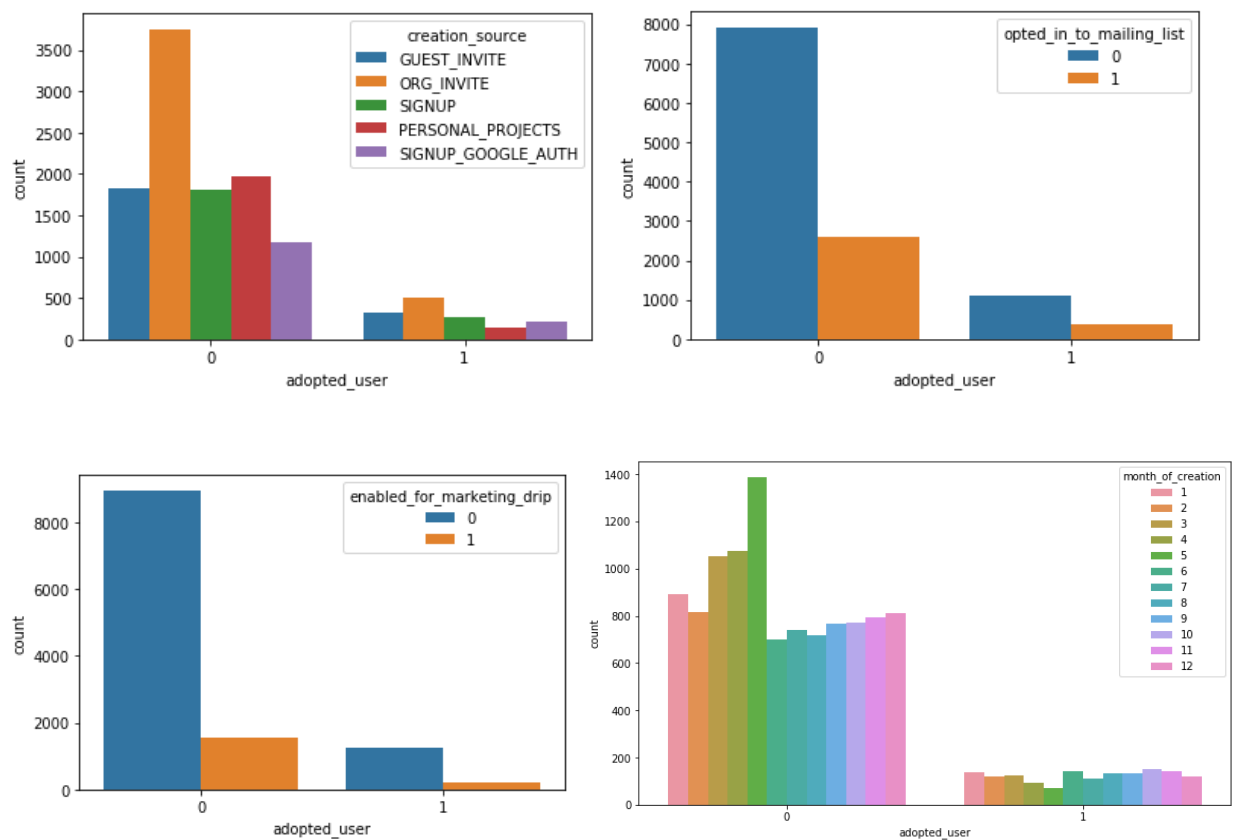 creation_source
GUEST_INVITE
ORG_INVITE
SIGNUP
PERSONAL_PROJECTS
SIGNUP_GOOGLE_AUTH
3500
3000
2500
2000
1500
1000
500
0
count
0 1
adopted_user
opted_in_to_mailing_list
0
1
8000
7000
6000
5000
4000
3000
2000
1000
0
count
0 1
adopted_user
enabled_for_marketing_drip
0
1
8000
6000
4000
2000
0
count
0 1
adopted_user
month_of_creation
1
2
3
4
5
6
7
8
9
10
11
12
1400
1200
1000
800
600
400
200
0
count
0 1
adopted_user